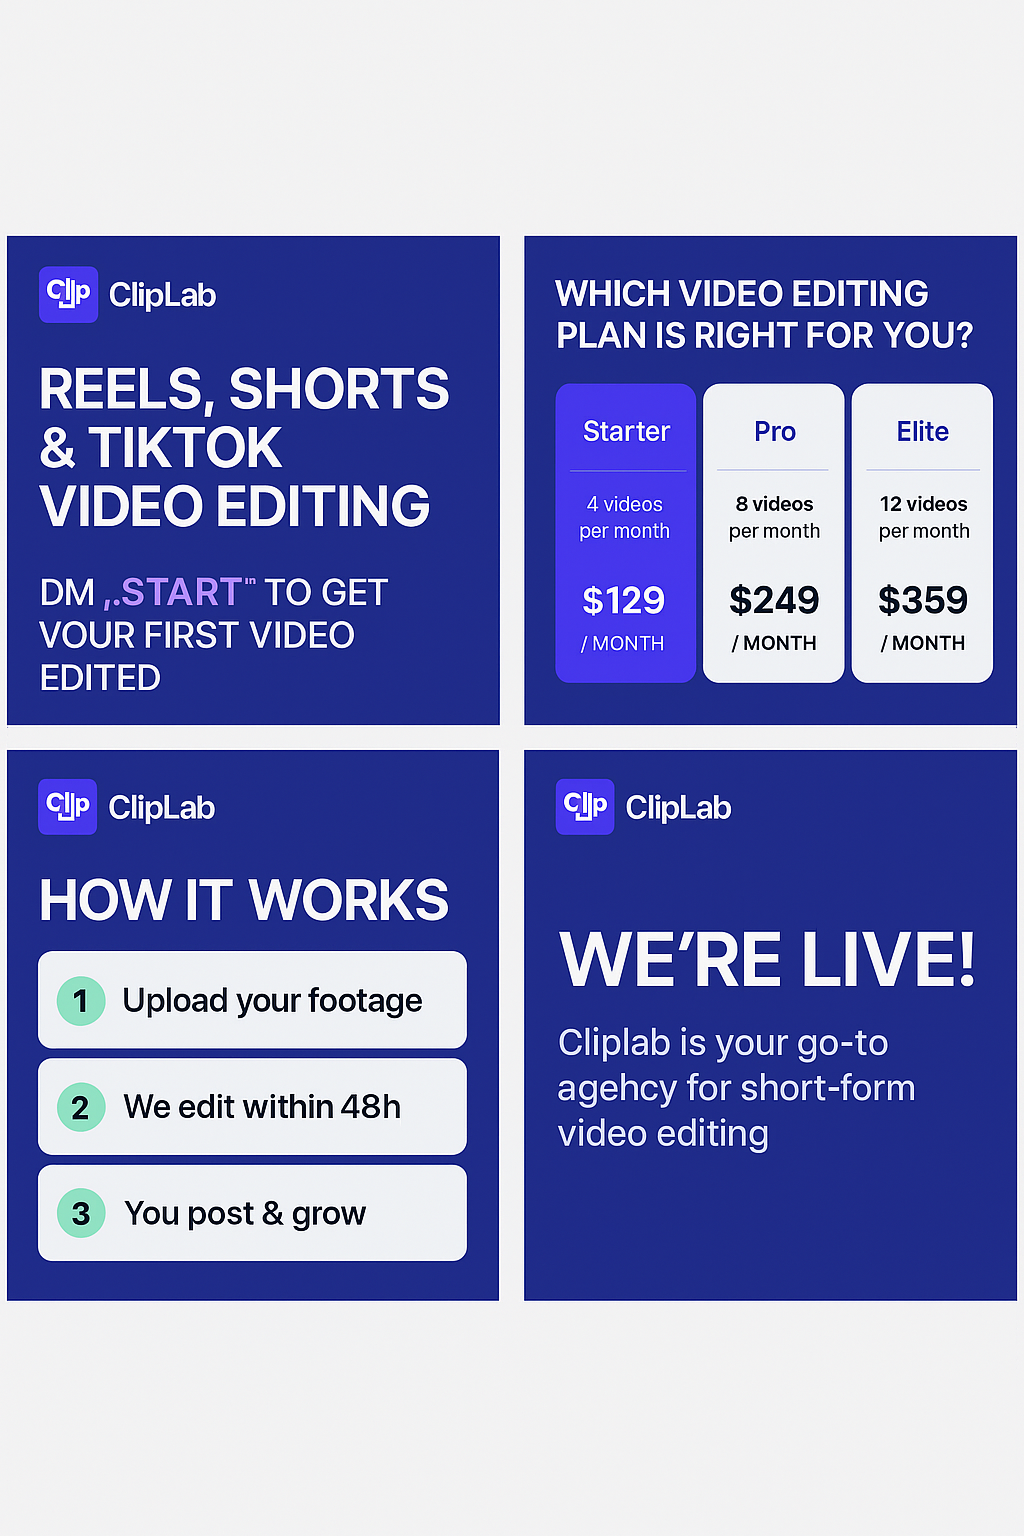 Clip ClipLab
REELS, SHORTS
& TIKTOK
VIDEO EDITING
DM ,.START" TO GET
VOUR FIRST VIDEO
EDITED
WHICH VIDEO EDITING
PLAN IS RIGHT FOR YOU?
Starter
4 videos
per month
$129
/ MONTH
Pro
8 videos
per month
$249
/ MONTH
Elite
12 videos
per month
$359
/ MONTH
Clip ClipLab
HOW IT WORKS
1 Upload your footage
2 We edit within 48h
3 You post & grow
Clip ClipLab
WE'RE LIVE!
Cliplab is your go-to
agehcy for short-form
video editing